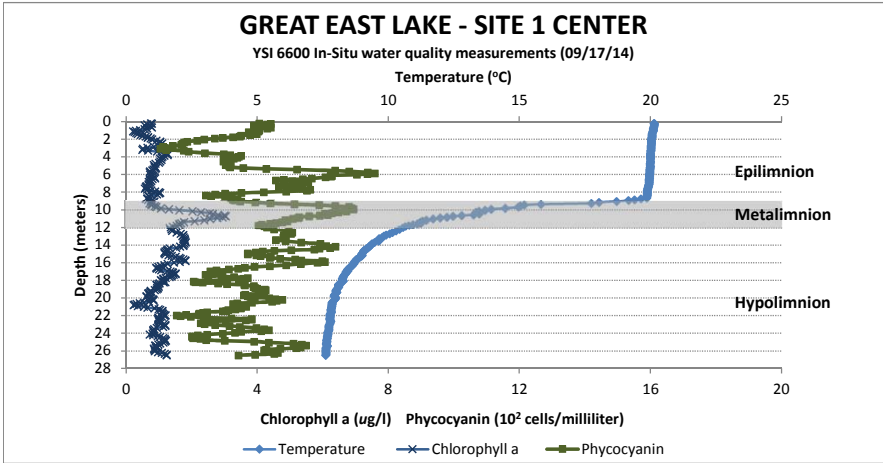 GREAT EAST LAKE - SITE 1 CENTER
YSI 6600 In-Situ water quality measurements (09/17/14)
Temperature (°C)
0 5 10 15 20 25
Depth (meters)
0
2
4
6
8
10
12
14
16
18
20
22
24
26
28
Epilimnion
Metalimnion
Hypolimnion
0 4 8 12 16 20
Chlorophyll a (ug/l) Phycocyanin (10² cells/milliliter)
Temperature Chlorophyll a Phycocyanin